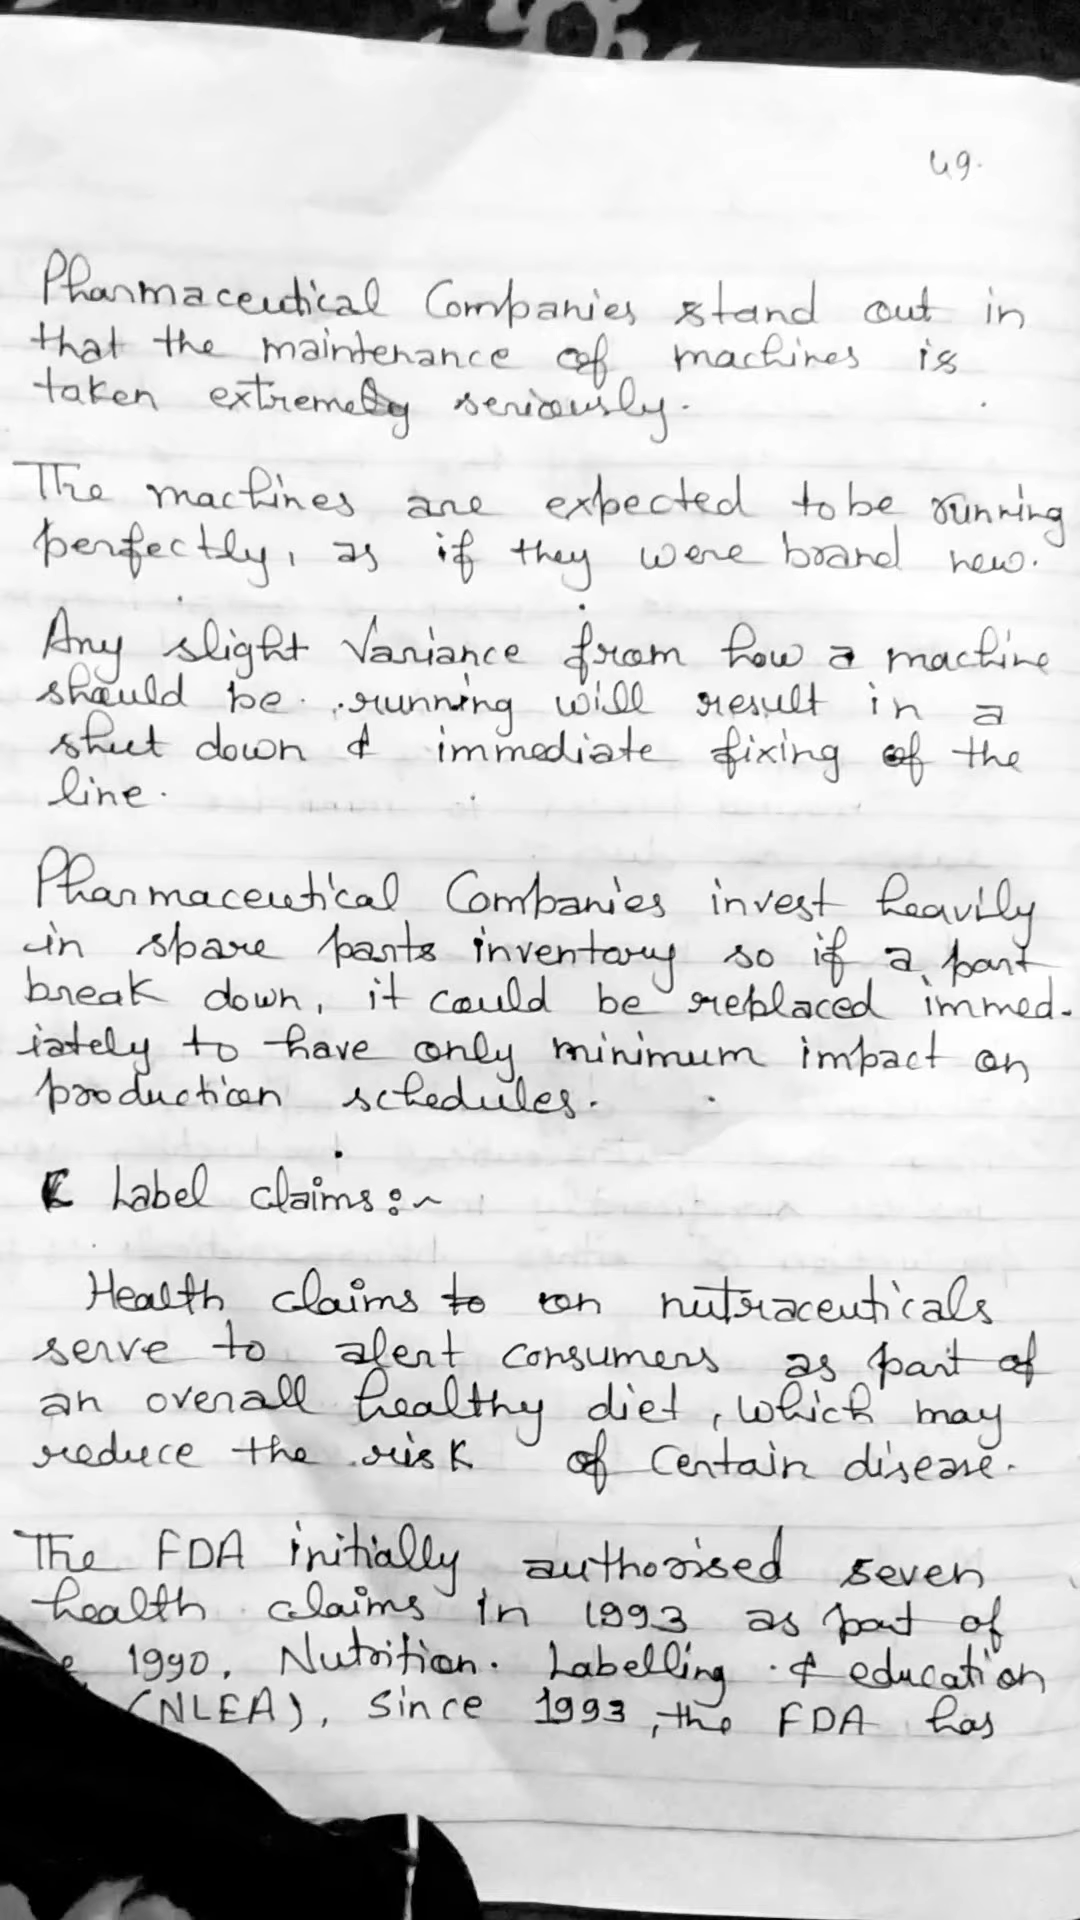 49.
Pharmaceutical Companies stand out in
that the maintenance of machines is
taken extremely seriously.
The machines are expected to be running
perfectly, as if they were brand new.
Any slight Variance from how a machine
should be running will result in a
shut down & immediate fixing of the
line.
Pharmaceutical Companies invest heavily
in spare parts inventory so if a part
break down, it could be replaced immed-
iately to have only minimum impact on
production schedules.
Label claims:~
Health claims to on nutraceuticals
serve to alert consumers as part of
an overall healthy diet, which may
reduce the risk of Certain disease.
The FDA initially authorised seven
health claims in 1993 as part of
1990, Nutrition. Labelling & education
(NLEA), Since 1993, the FDA has